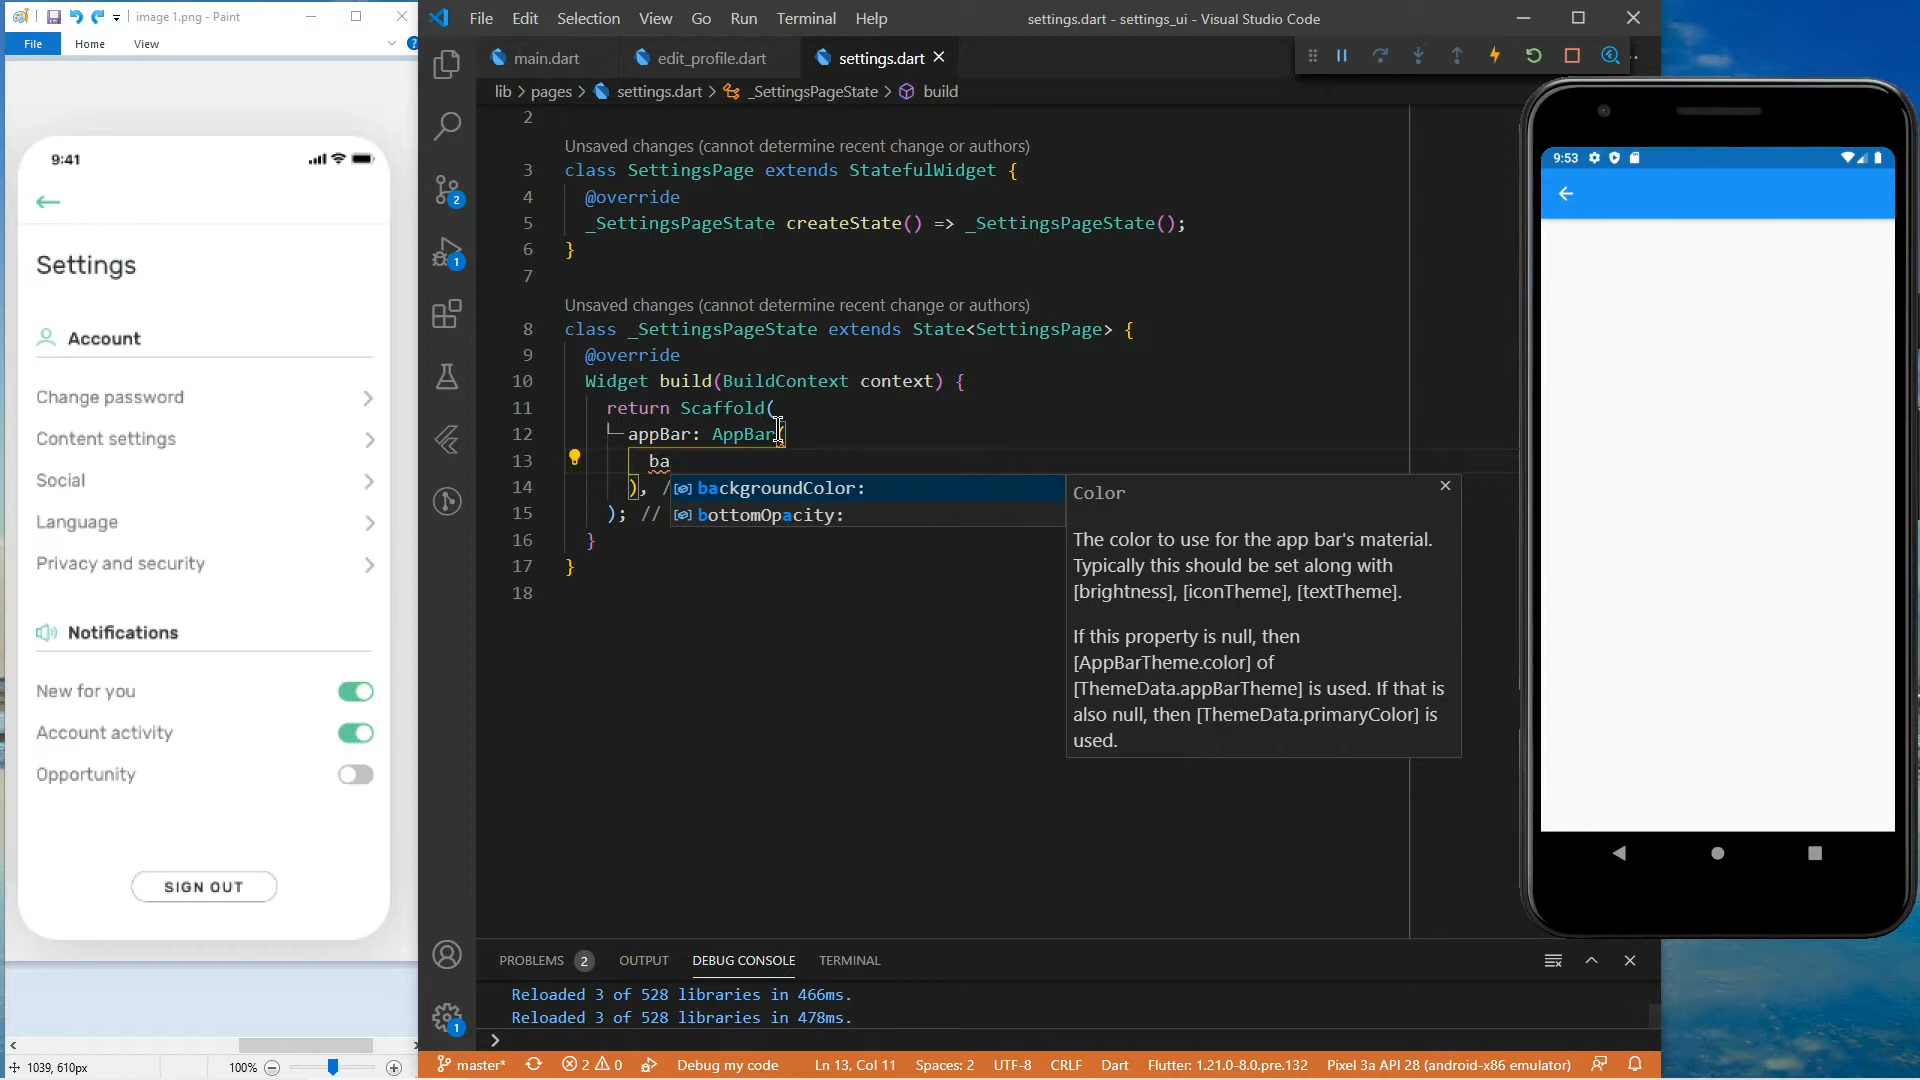 image 1.png - Paint
File
Home
View
9:41
Settings
Account
Change password
Content settings
Social
Language
Privacy and security
Notifications
New for you
Account activity
Opportunity
SIGN OUT
1039, 610px
100%
File Edit Selection View Go Run Terminal Help
settings.dart - settings_ui - Visual Studio Code
main.dart
edit_profile.dart
settings.dart
lib > pages > settings.dart > _SettingsPageState > build
2
Unsaved changes (cannot determine recent change or authors)
3 class SettingsPage extends StatefulWidget {
4 @override
5 _SettingsPageState createState() => _SettingsPageState();
6 }
7
Unsaved changes (cannot determine recent change or authors)
8 class _SettingsPageState extends State<SettingsPage> {
9 @override
10 Widget build(BuildContext context) {
11 return Scaffold(
12 appBar: AppBar(
13 ba
14 ), /
15 ); //
16 }
17 }
18
backgroundColor:
bottomOpacity:
Color
The color to use for the app bar's material.
Typically this should be set along with
[brightness], [iconTheme], [textTheme].
If this property is null, then
[AppBarTheme.color] of
[ThemeData.appBarTheme] is used. If that is
also null, then [ThemeData.primaryColor] is
used.
2
1
1
PROBLEMS 2 OUTPUT DEBUG CONSOLE TERMINAL
Reloaded 3 of 528 libraries in 466ms.
Reloaded 3 of 528 libraries in 478ms.
master* 2 0 Debug my code Ln 13, Col 11 Spaces: 2 UTF-8 CRLF Dart Flutter: 1.21.0-8.0.pre.132 Pixel 3a API 28 (android-x86 emulator)
9:53